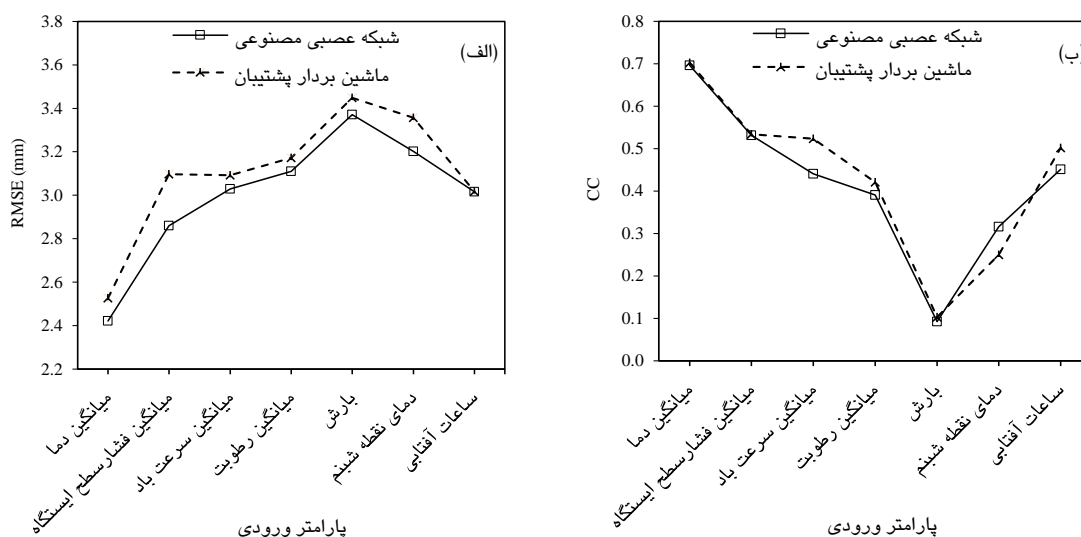 3.8
3.6
3.4
3.2
3.0
2.8
2.6
2.4
2.2
RMSE (mm)
شبکه عصبی مصنوعی
ماشین بردار پشتیبان
(الف)
میانگین دما
میانگین فشارسطح ایستگاه
میانگین سرعت باد
میانگین رطوبت
بارش
دمای نقطه شبنم
ساعات آفتابی
پارامتر ورودی
0.8
0.7
0.6
0.5
0.4
0.3
0.2
0.1
0.0
CC
شبکه عصبی مصنوعی
ماشین بردار پشتیبان
(ب)
میانگین دما
میانگین فشارسطح ایستگاه
میانگین سرعت باد
میانگین رطوبت
بارش
دمای نقطه شبنم
ساعات آفتابی
پارامتر ورودی